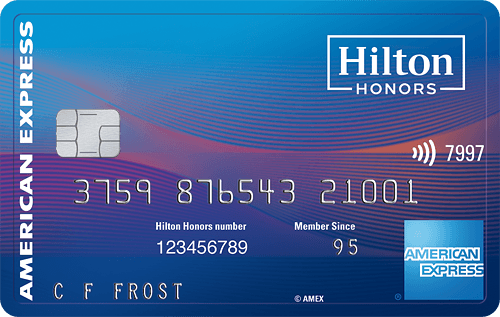 AMERICAN EXPRESS
Hilton
HONORS
7997
3759 876543 21001
Hilton Honors number
Member Since
123456789
95
AMERICAN
EXPRESS
C F FROST
© AMEX
®